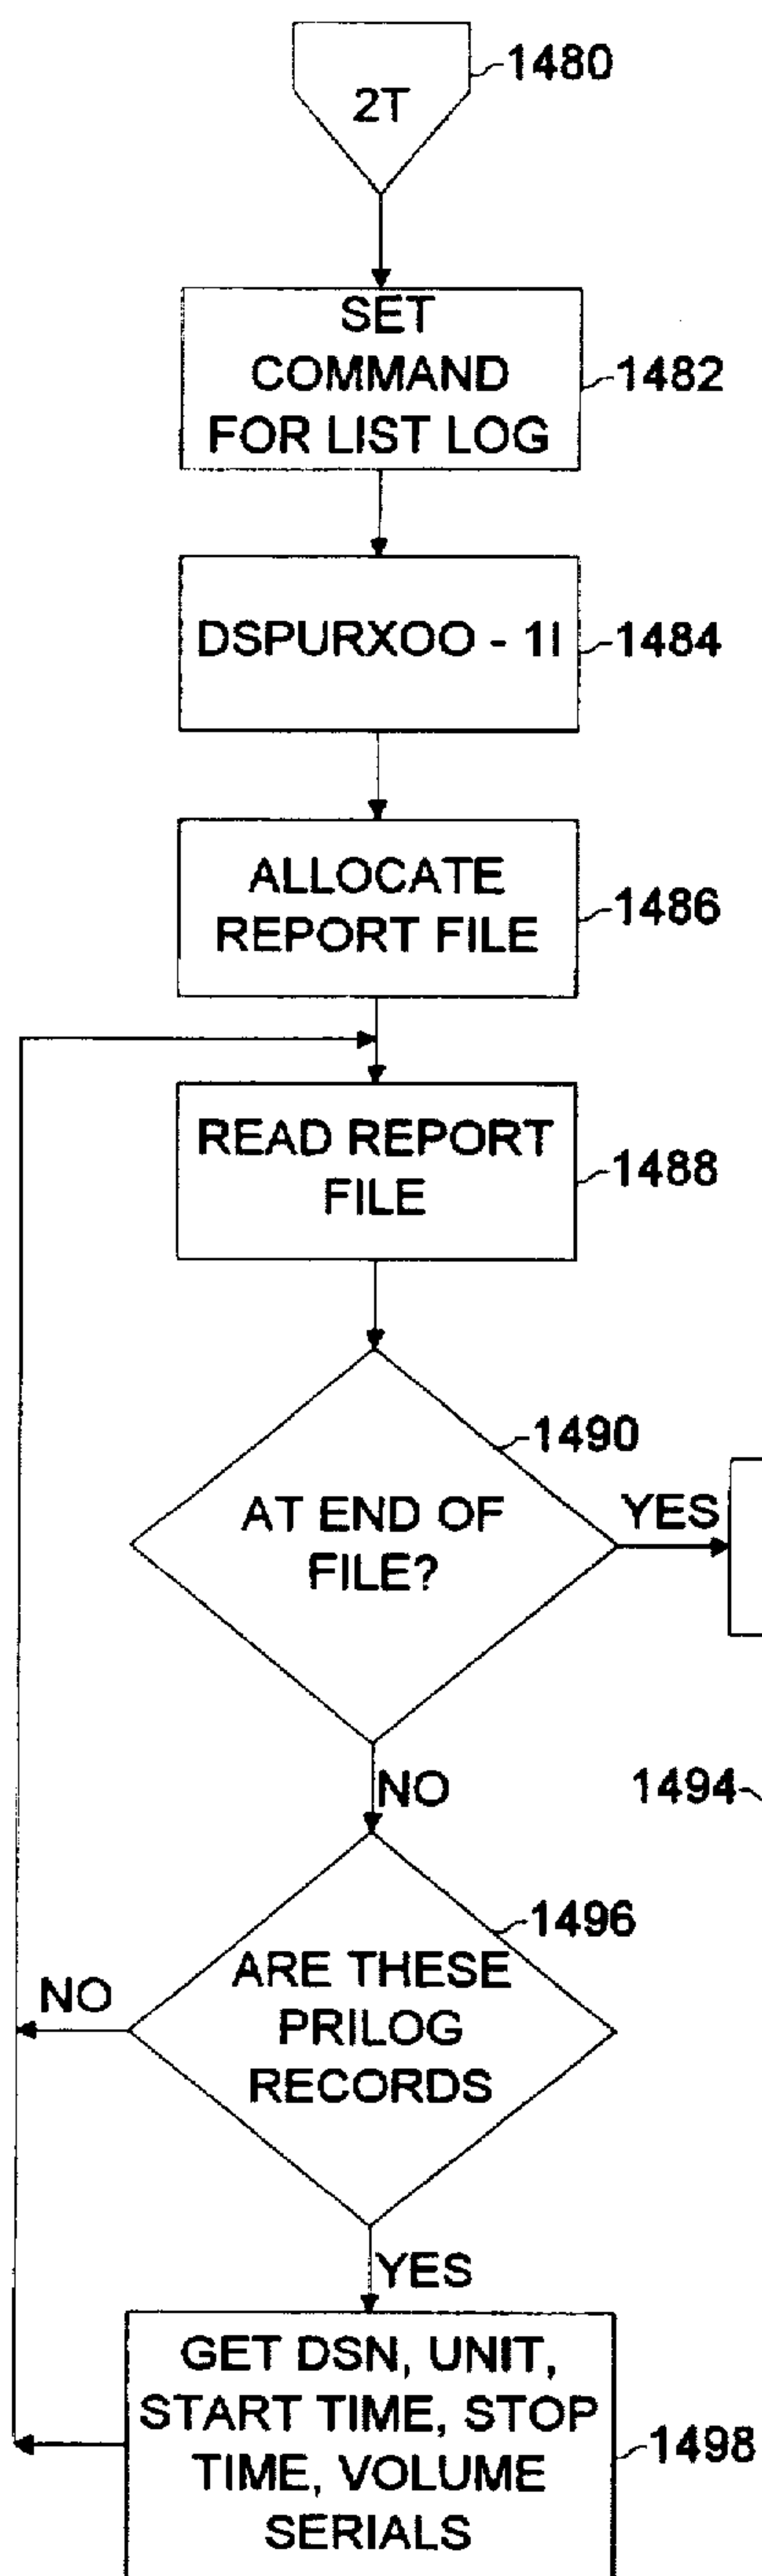 2T
1480
SET
COMMAND
FOR LIST LOG
1482
DSPURXOO - 1I
1484
ALLOCATE
REPORT FILE
1486
READ REPORT
FILE
1488
1490
AT END OF
FILE?
YES
NO
1494
1496
ARE THESE
PRILOG
RECORDS
NO
YES
GET DSN, UNIT,
START TIME, STOP
TIME, VOLUME
SERIALS
1498